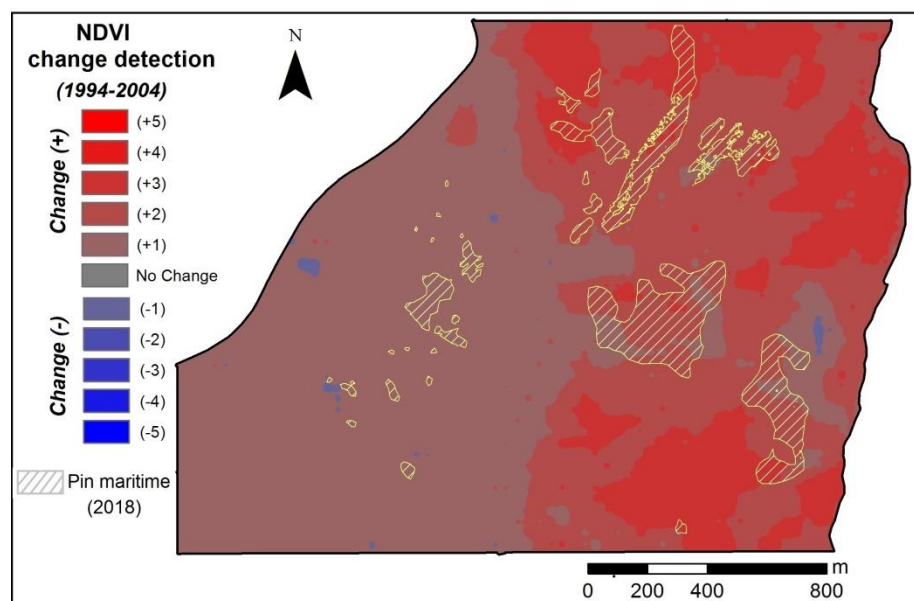 NDVI
change detection
(1994-2004)
Change (+)
(+5)
(+4)
(+3)
(+2)
(+1)
No Change
Change (-)
(-1)
(-2)
(-3)
(-4)
(-5)
Pin maritime
(2018)
N
m
0 200 400 800